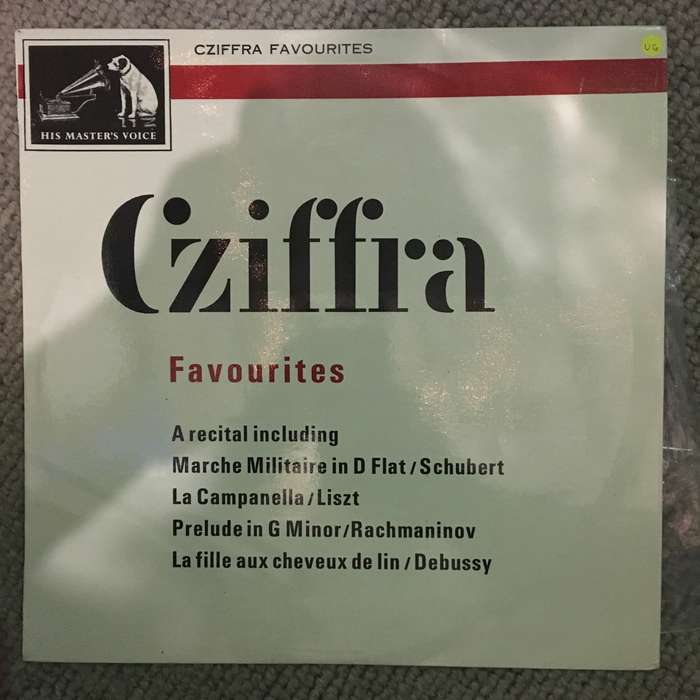 CZIFFRA FAVOURITES
UG
HIS MASTER'S VOICE
Cziffra
Favourites
A recital including
Marche Militaire in D Flat / Schubert
La Campanella / Liszt
Prelude in G Minor/Rachmaninov
La fille aux cheveux de lin / Debussy